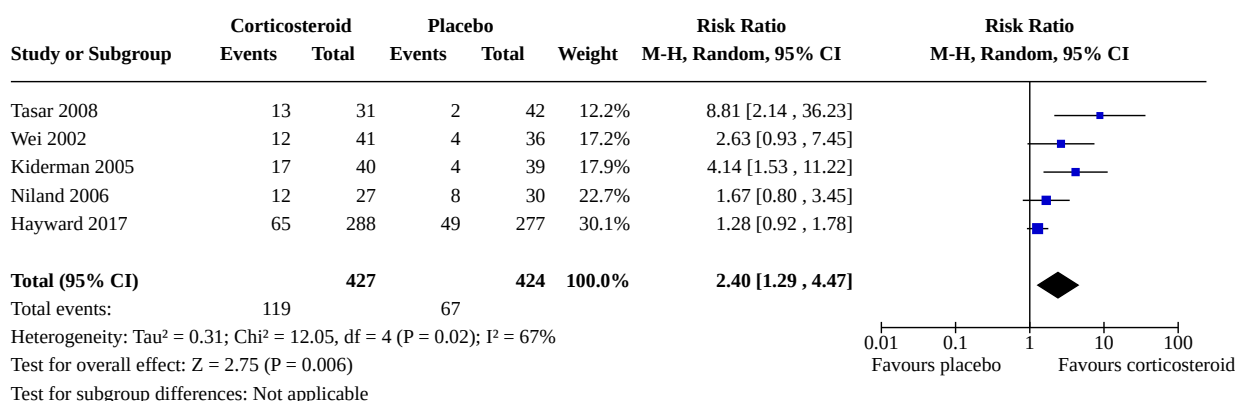 Corticosteroid Placebo Risk Ratio Risk Ratio
Study or Subgroup Events Total Events Total Weight M-H, Random, 95% CI M-H, Random, 95% CI
Tasar 2008 13 31 2 42 12.2% 8.81 [2.14 , 36.23]
Wei 2002 12 41 4 36 17.2% 2.63 [0.93 , 7.45]
Kiderman 2005 17 40 4 39 17.9% 4.14 [1.53 , 11.22]
Niland 2006 12 27 8 30 22.7% 1.67 [0.80 , 3.45]
Hayward 2017 65 288 49 277 30.1% 1.28 [0.92 , 1.78]
Total (95% CI) 427 424 100.0% 2.40 [1.29 , 4.47]
Total events: 119 67
Heterogeneity: Tau² = 0.31; Chi² = 12.05, df = 4 (P = 0.02); I² = 67%
0.01 0.1 1 10 100
Test for overall effect: Z = 2.75 (P = 0.006) Favours placebo Favours corticosteroid
Test for subgroup differences: Not applicable